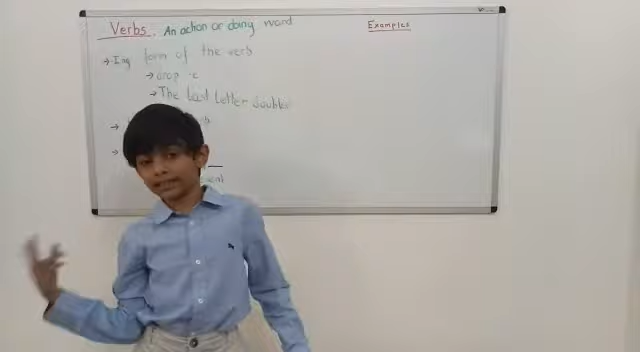 Verbs. An action or doing word
Examples
→ -Ing form of the verb
→ drop e
→ The last letter doubles